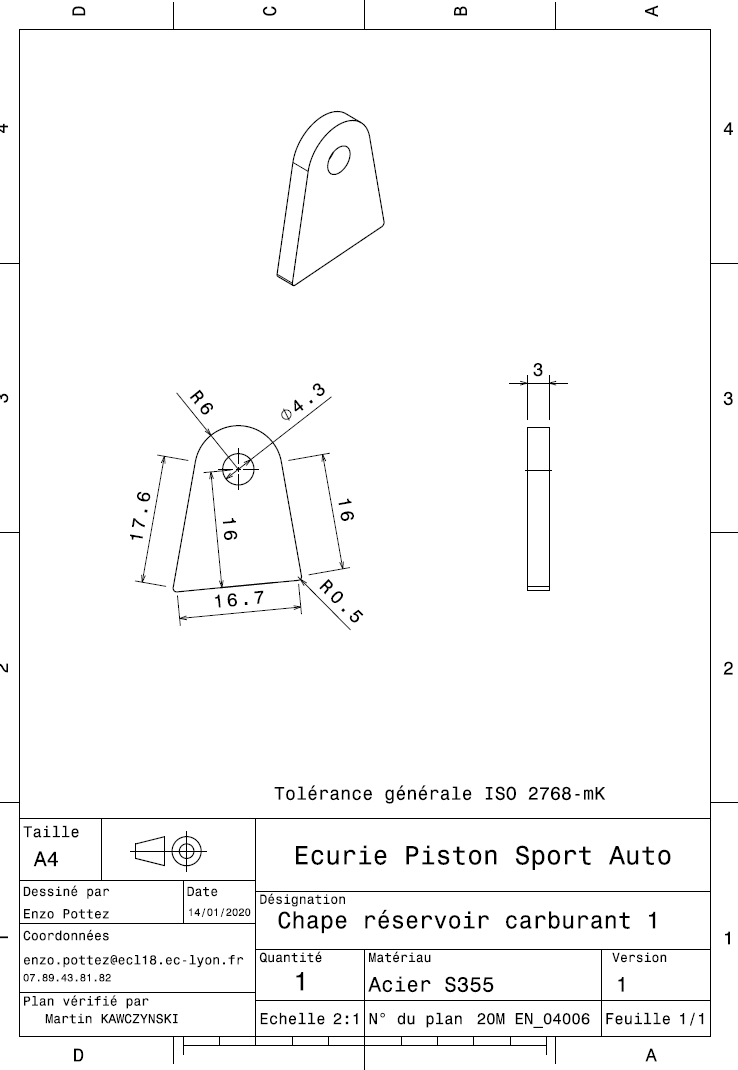 D C B A
4 4
3
R6
⌀4.3
3 3
17.6
16
16
16.7
R0.5
2 2
Tolérance générale ISO 2768-mK
Taille
A4
Ecurie Piston Sport Auto
Dessiné par
Enzo Pottez
Date
14/01/2020
Désignation
Chape réservoir carburant 1
Coordonnées
enzo.pottez@ecl18.ec-lyon.fr
07.89.43.81.82
Quantité
1
Matériau
Acier S355
Version
1
1 1
Plan vérifié par
Martin KAWCZYNSKI
Echelle 2:1
N° du plan 20M EN_04006
Feuille 1/1
D A